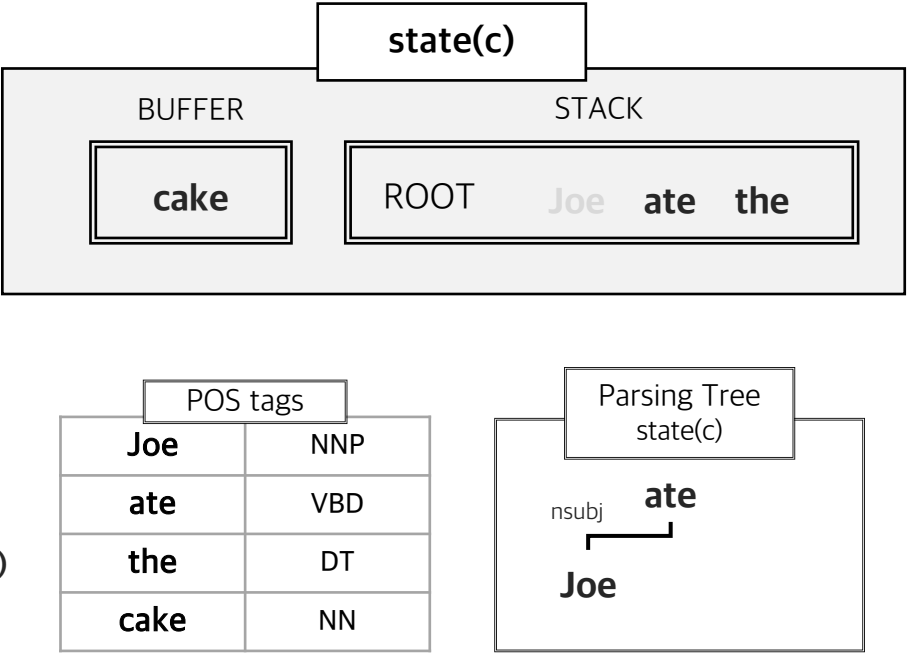 state(c)
BUFFER STACK
cake ROOT Joe ate the
POS tags
Joe NNP
ate VBD
the DT
cake NN
)
Parsing Tree
state(c)
nsubj ate
Joe